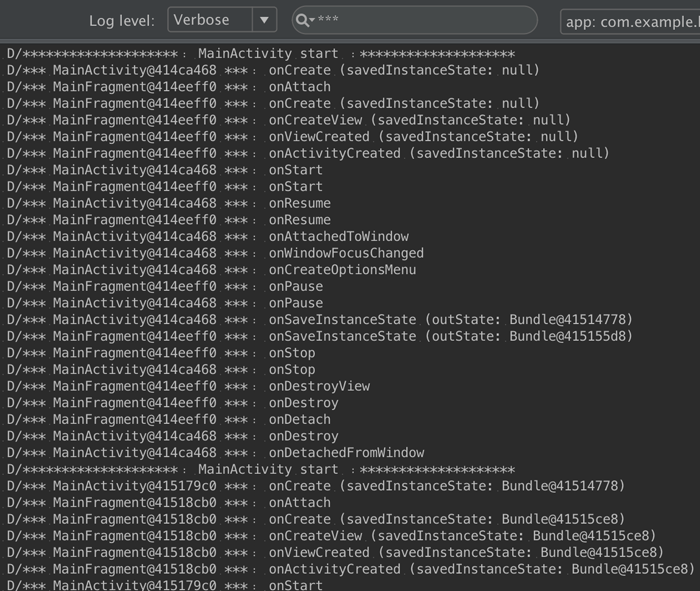 Log level: Verbose *** app: com.example.
D/********************﹕ MainActivity start ﹕********************
D/*** MainActivity@414ca468 ***﹕ onCreate (savedInstanceState: null)
D/*** MainFragment@414eeff0 ***﹕ onAttach
D/*** MainFragment@414eeff0 ***﹕ onCreate (savedInstanceState: null)
D/*** MainFragment@414eeff0 ***﹕ onCreateView (savedInstanceState: null)
D/*** MainFragment@414eeff0 ***﹕ onViewCreated (savedInstanceState: null)
D/*** MainFragment@414eeff0 ***﹕ onActivityCreated (savedInstanceState: null)
D/*** MainActivity@414ca468 ***﹕ onStart
D/*** MainFragment@414eeff0 ***﹕ onStart
D/*** MainActivity@414ca468 ***﹕ onResume
D/*** MainFragment@414eeff0 ***﹕ onResume
D/*** MainActivity@414ca468 ***﹕ onAttachedToWindow
D/*** MainActivity@414ca468 ***﹕ onWindowFocusChanged
D/*** MainActivity@414ca468 ***﹕ onCreateOptionsMenu
D/*** MainFragment@414eeff0 ***﹕ onPause
D/*** MainActivity@414ca468 ***﹕ onPause
D/*** MainActivity@414ca468 ***﹕ onSaveInstanceState (outState: Bundle@41514778)
D/*** MainFragment@414eeff0 ***﹕ onSaveInstanceState (outState: Bundle@415155d8)
D/*** MainFragment@414eeff0 ***﹕ onStop
D/*** MainActivity@414ca468 ***﹕ onStop
D/*** MainFragment@414eeff0 ***﹕ onDestroyView
D/*** MainFragment@414eeff0 ***﹕ onDestroy
D/*** MainFragment@414eeff0 ***﹕ onDetach
D/*** MainActivity@414ca468 ***﹕ onDestroy
D/*** MainActivity@414ca468 ***﹕ onDetachedFromWindow
D/********************﹕ MainActivity start ﹕********************
D/*** MainActivity@415179c0 ***﹕ onCreate (savedInstanceState: Bundle@41514778)
D/*** MainFragment@41518cb0 ***﹕ onAttach
D/*** MainFragment@41518cb0 ***﹕ onCreate (savedInstanceState: Bundle@41515ce8)
D/*** MainFragment@41518cb0 ***﹕ onCreateView (savedInstanceState: Bundle@41515ce8)
D/*** MainFragment@41518cb0 ***﹕ onViewCreated (savedInstanceState: Bundle@41515ce8)
D/*** MainFragment@41518cb0 ***﹕ onActivityCreated (savedInstanceState: Bundle@41515ce8)
D/*** MainActivity@415179c0 ***﹕ onStart